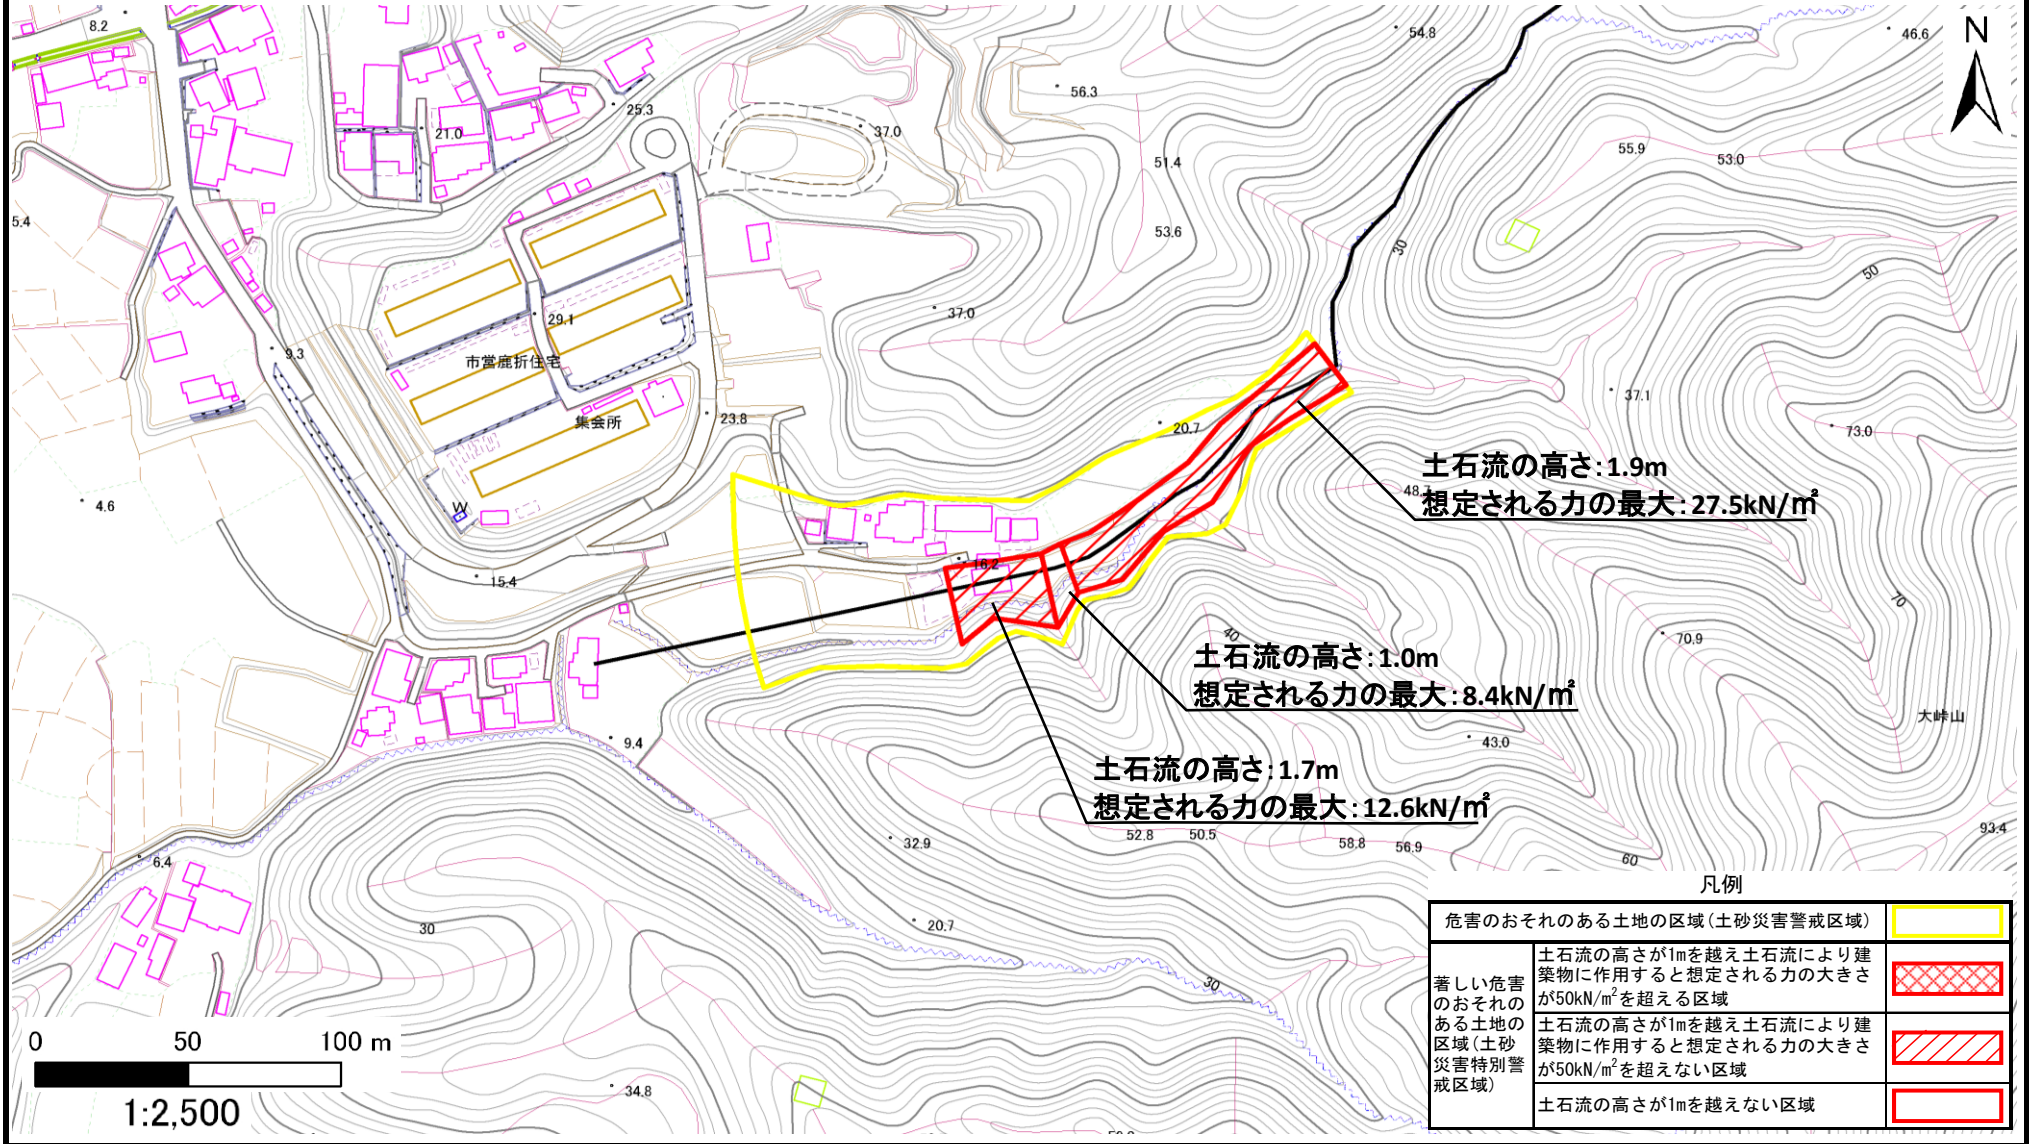 8.2
54.8
46.6
N
56.3
25.3
21.0
37.0
55.9
53.0
51.4
5.4
53.6
30
50
37.0
29.1
9.3
市営鹿折住宅
37.1
集会所
23.8
20.7
73.0
土石流の高さ:1.9m
48.7
想定される力の最大:27.5kN/㎡
4.6
W
16.2
15.4
70
40
70.9
土石流の高さ:1.0m
想定される力の最大:8.4kN/㎡
大峠山
9.4
43.0
土石流の高さ:1.7m
想定される力の最大:12.6kN/㎡
52.8
50.5
58.8
56.9
93.4
32.9
60
6.4
30
20.7
30
34.8
凡例
危害のおそれのある土地の区域(土砂災害警戒区域)
著しい危害
のおそれの
ある土地の
区域(土砂
災害特別警
戒区域)
土石流の高さが1mを越え土石流により建
築物に作用すると想定される力の大きさ
が50kN/m²を超える区域
土石流の高さが1mを越え土石流により建
築物に作用すると想定される力の大きさ
が50kN/m²を超えない区域
土石流の高さが1mを越えない区域
0 50 100 m
1:2,500